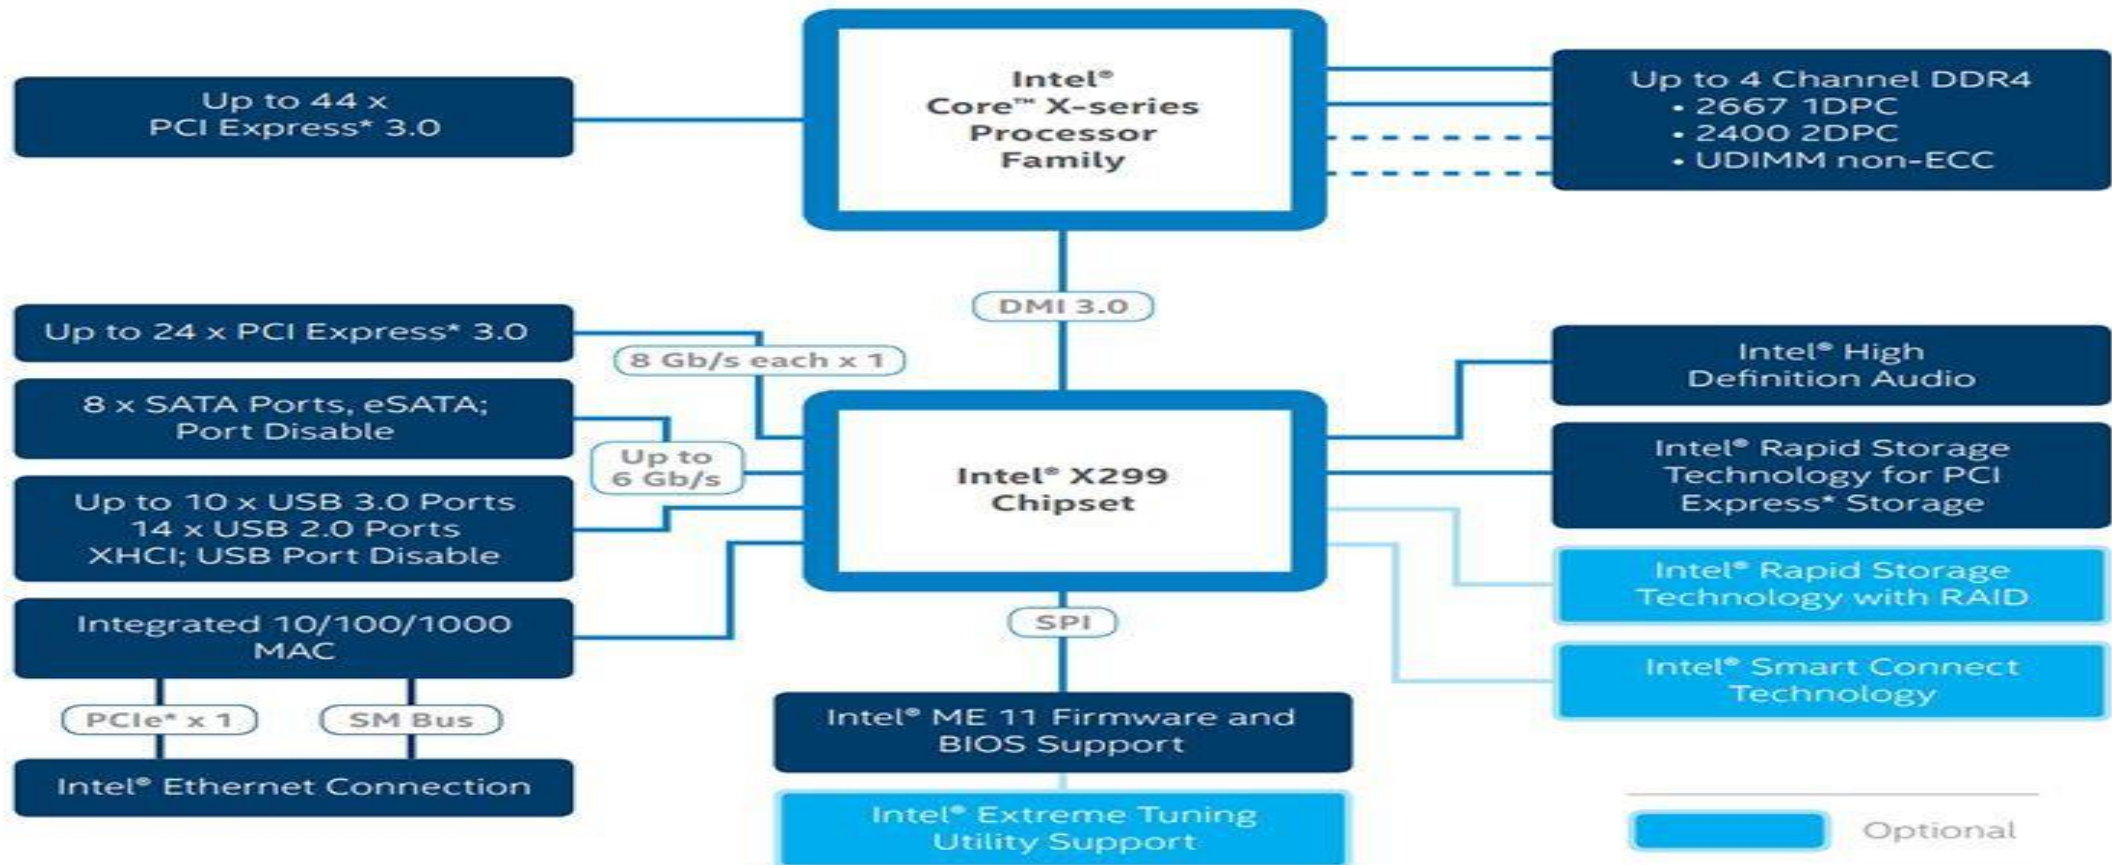 Up to 44 x
PCI Express* 3.0
Intel®
Core™ X-series
Processor
Family
Up to 4 Channel DDR4
• 2667 1DPC
• 2400 2DPC
• UDIMM non-ECC
DMI 3.0
Up to 24 x PCI Express* 3.0
8 Gb/s each x 1
8 x SATA Ports, eSATA;
Port Disable
Up to
6 Gb/s
Up to 10 x USB 3.0 Ports
14 x USB 2.0 Ports
XHCI; USB Port Disable
Integrated 10/100/1000
MAC
PCIe* x 1
SM Bus
Intel® Ethernet Connection
Intel® X299
Chipset
SPI
Intel® ME 11 Firmware and
BIOS Support
Intel® Extreme Tuning
Utility Support
Intel® High
Definition Audio
Intel® Rapid Storage
Technology for PCI
Express* Storage
Intel® Rapid Storage
Technology with RAID
Intel® Smart Connect
Technology
Optional